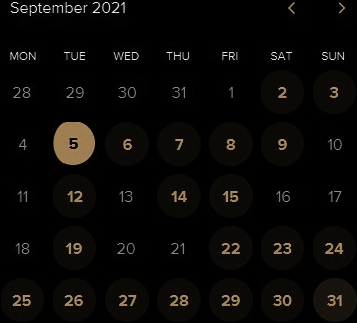 September 2021
MON TUE WED THU FRI SAT SUN
28 29 30 31 1 2 3
4 5 6 7 8 9 10
11 12 13 14 15 16 17
18 19 20 21 22 23 24
25 26 27 28 29 30 31